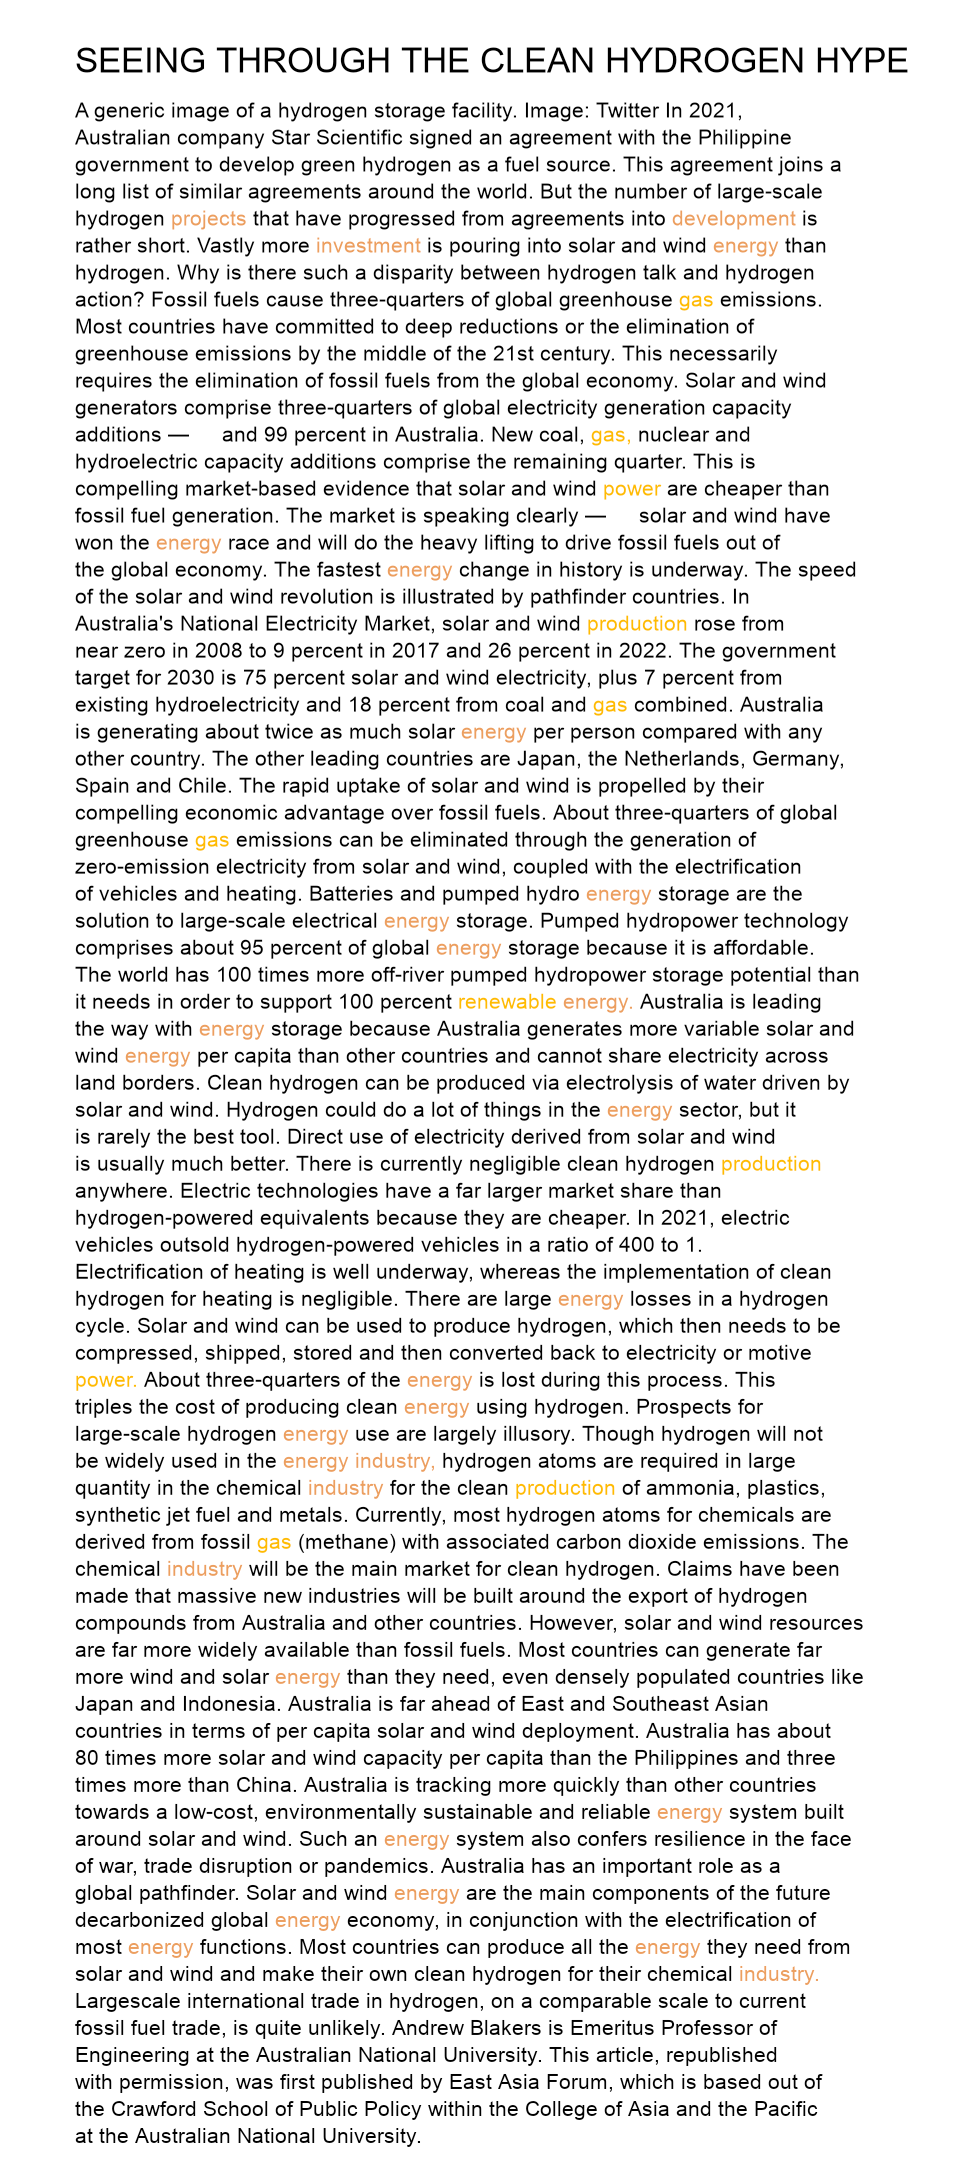 SEEING THROUGH THE CLEAN HYDROGEN HYPE
A generic image of a hydrogen storage facility. Image: Twitter In 2021,
Australian company Star Scientific signed an agreement with the Philippine
government to develop green hydrogen as a fuel source. This agreement joins a
long list of similar agreements around the world. But the number of large-scale
hydrogen projects that have progressed from agreements into development is
rather short. Vastly more investment is pouring into solar and wind energy than
hydrogen. Why is there such a disparity between hydrogen talk and hydrogen
action? Fossil fuels cause three-quarters of global greenhouse gas emissions.
Most countries have committed to deep reductions or the elimination of
greenhouse emissions by the middle of the 21st century. This necessarily
requires the elimination of fossil fuels from the global economy. Solar and wind
generators comprise three-quarters of global electricity generation capacity
additions — and 99 percent in Australia. New coal, gas, nuclear and
hydroelectric capacity additions comprise the remaining quarter. This is
compelling market-based evidence that solar and wind power are cheaper than
fossil fuel generation. The market is speaking clearly — solar and wind have
won the energy race and will do the heavy lifting to drive fossil fuels out of
the global economy. The fastest energy change in history is underway. The speed
of the solar and wind revolution is illustrated by pathfinder countries. In
Australia's National Electricity Market, solar and wind production rose from
near zero in 2008 to 9 percent in 2017 and 26 percent in 2022. The government
target for 2030 is 75 percent solar and wind electricity, plus 7 percent from
existing hydroelectricity and 18 percent from coal and gas combined. Australia
is generating about twice as much solar energy per person compared with any
other country. The other leading countries are Japan, the Netherlands, Germany,
Spain and Chile. The rapid uptake of solar and wind is propelled by their
compelling economic advantage over fossil fuels. About three-quarters of global
greenhouse gas emissions can be eliminated through the generation of
zero-emission electricity from solar and wind, coupled with the electrification
of vehicles and heating. Batteries and pumped hydro energy storage are the
solution to large-scale electrical energy storage. Pumped hydropower technology
comprises about 95 percent of global energy storage because it is affordable.
The world has 100 times more off-river pumped hydropower storage potential than
it needs in order to support 100 percent renewable energy. Australia is leading
the way with energy storage because Australia generates more variable solar and
wind energy per capita than other countries and cannot share electricity across
land borders. Clean hydrogen can be produced via electrolysis of water driven by
solar and wind. Hydrogen could do a lot of things in the energy sector, but it
is rarely the best tool. Direct use of electricity derived from solar and wind
is usually much better. There is currently negligible clean hydrogen production
anywhere. Electric technologies have a far larger market share than
hydrogen-powered equivalents because they are cheaper. In 2021, electric
vehicles outsold hydrogen-powered vehicles in a ratio of 400 to 1.
Electrification of heating is well underway, whereas the implementation of clean
hydrogen for heating is negligible. There are large energy losses in a hydrogen
cycle. Solar and wind can be used to produce hydrogen, which then needs to be
compressed, shipped, stored and then converted back to electricity or motive
power. About three-quarters of the energy is lost during this process. This
triples the cost of producing clean energy using hydrogen. Prospects for
large-scale hydrogen energy use are largely illusory. Though hydrogen will not
be widely used in the energy industry, hydrogen atoms are required in large
quantity in the chemical industry for the clean production of ammonia, plastics,
synthetic jet fuel and metals. Currently, most hydrogen atoms for chemicals are
derived from fossil gas (methane) with associated carbon dioxide emissions. The
chemical industry will be the main market for clean hydrogen. Claims have been
made that massive new industries will be built around the export of hydrogen
compounds from Australia and other countries. However, solar and wind resources
are far more widely available than fossil fuels. Most countries can generate far
more wind and solar energy than they need, even densely populated countries like
Japan and Indonesia. Australia is far ahead of East and Southeast Asian
countries in terms of per capita solar and wind deployment. Australia has about
80 times more solar and wind capacity per capita than the Philippines and three
times more than China. Australia is tracking more quickly than other countries
towards a low-cost, environmentally sustainable and reliable energy system built
around solar and wind. Such an energy system also confers resilience in the face
of war, trade disruption or pandemics. Australia has an important role as a
global pathfinder. Solar and wind energy are the main components of the future
decarbonized global energy economy, in conjunction with the electrification of
most energy functions. Most countries can produce all the energy they need from
solar and wind and make their own clean hydrogen for their chemical industry.
Largescale international trade in hydrogen, on a comparable scale to current
fossil fuel trade, is quite unlikely. Andrew Blakers is Emeritus Professor of
Engineering at the Australian National University. This article, republished
with permission, was first published by East Asia Forum, which is based out of
the Crawford School of Public Policy within the College of Asia and the Pacific
at the Australian National University.